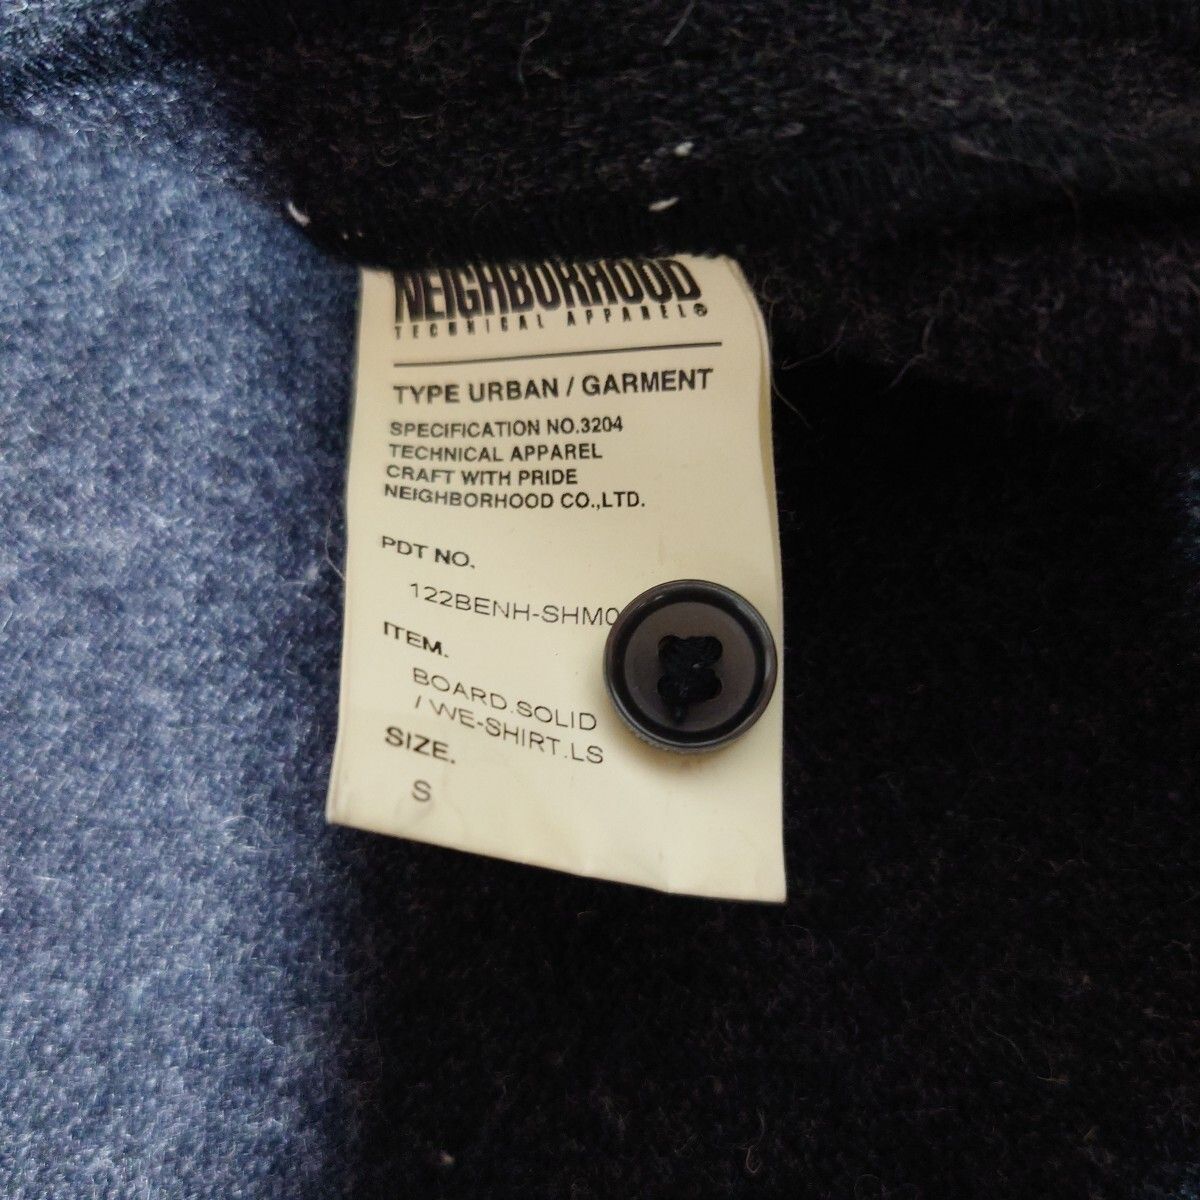 NEIGHBORHOOD
TECHNICAL APPAREL®
TYPE URBAN / GARMENT
SPECIFICATION NO.3204
TECHNICAL APPAREL
CRAFT WITH PRIDE
NEIGHBORHOOD CO.,LTD.
PDT NO.
122BENH-SHM0
ITEM.
BOARD.SOLID
/ WE-SHIRT.LS
SIZE.
S